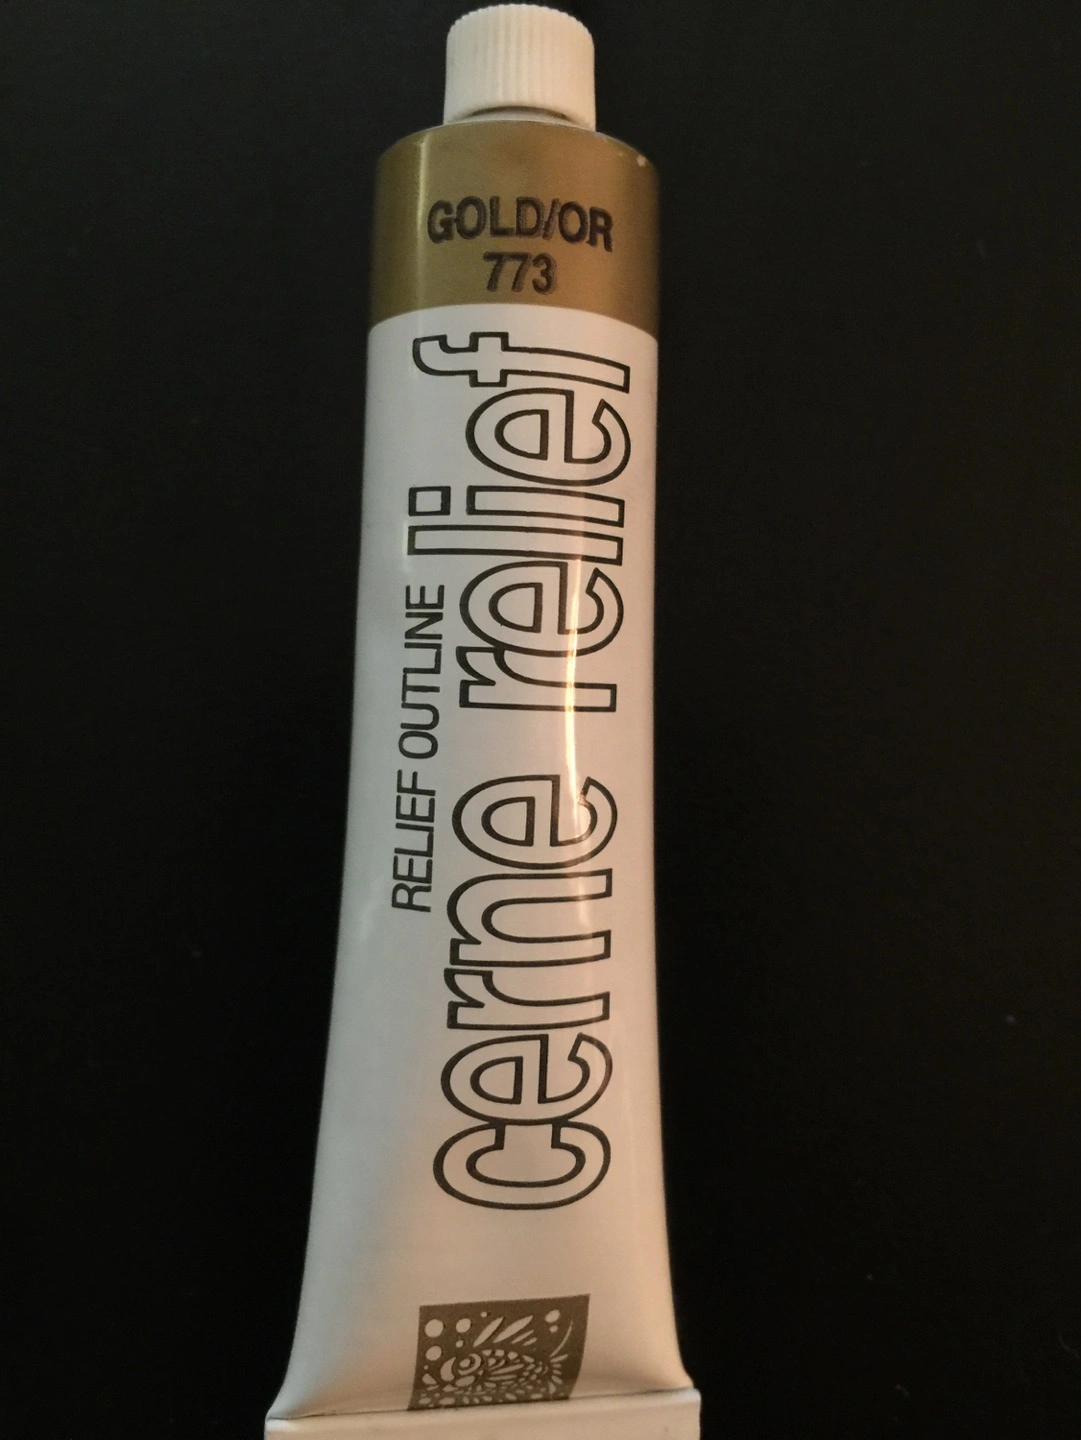 GOLD/OR
773
RELIEF OUTLINE
cerne relief